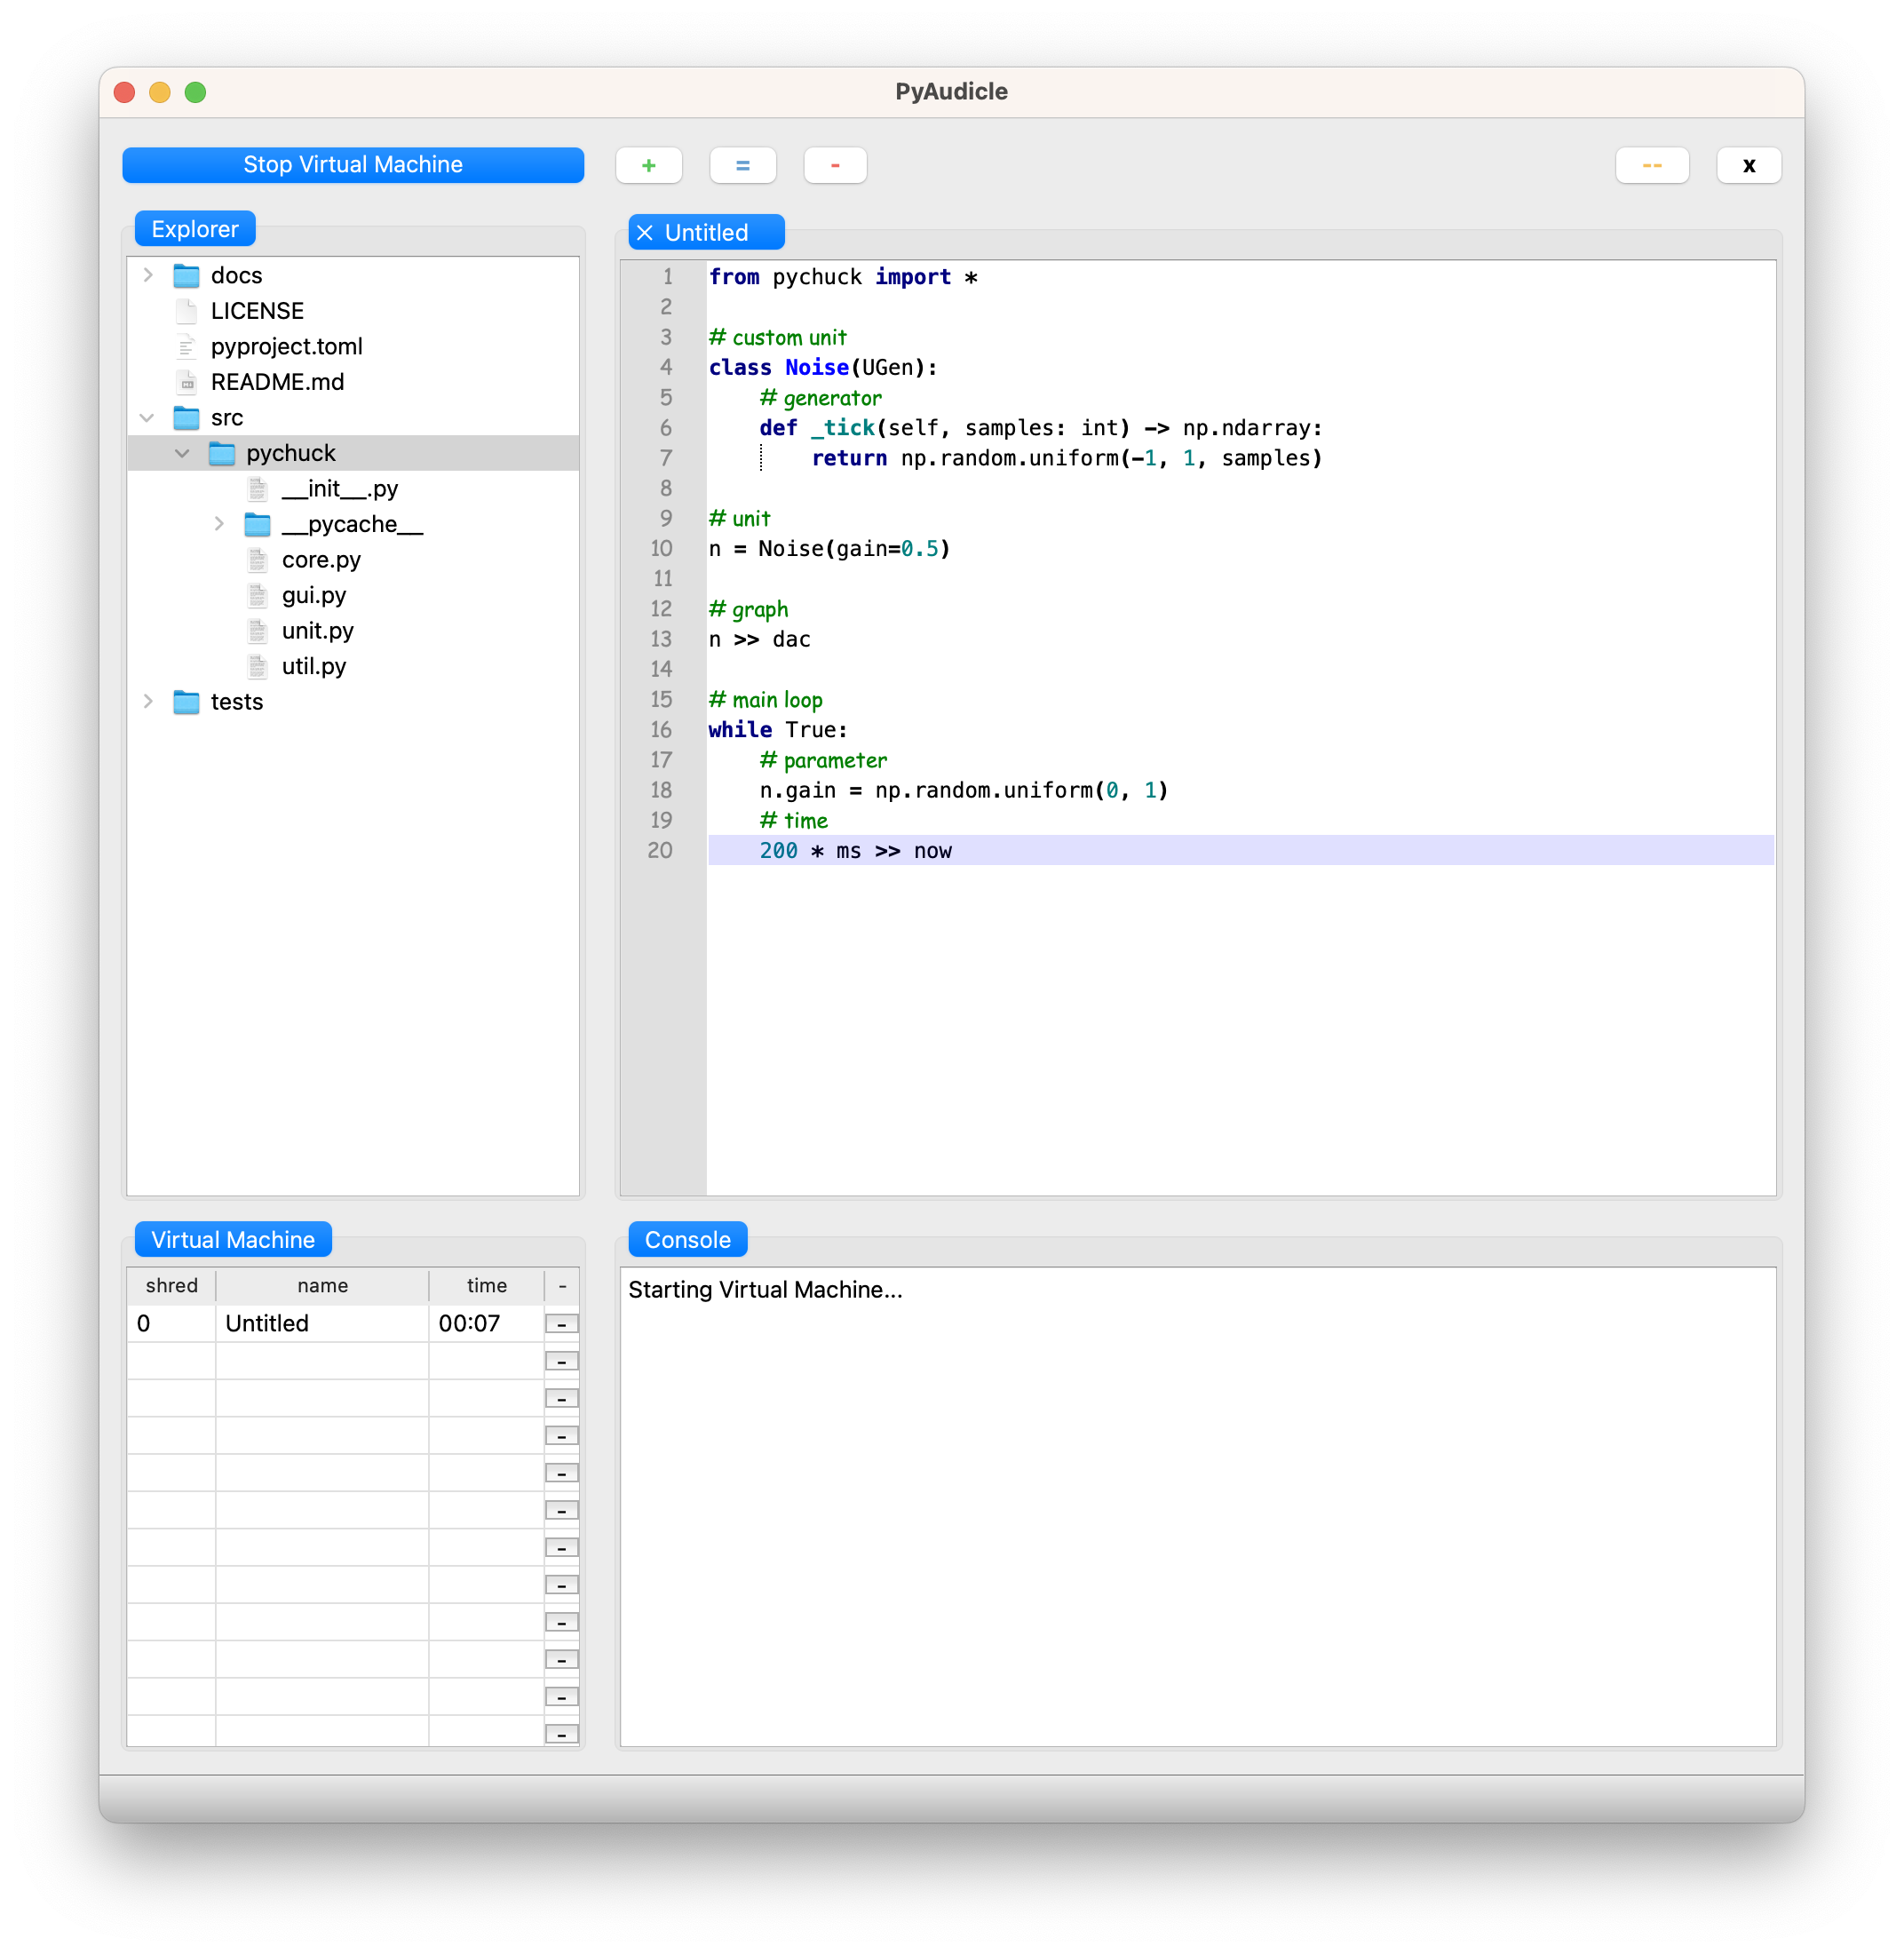 PyAudicle
Stop Virtual Machine
+
=
-
--
x
Explorer
docs
LICENSE
pyproject.toml
README.md
src
pychuck
__init__.py
__pycache__
core.py
gui.py
unit.py
util.py
tests
Untitled
1 from pychuck import *
2
3 # custom unit
4 class Noise(UGen):
5     # generator
6     def _tick(self, samples: int) -> np.ndarray:
7         return np.random.uniform(-1, 1, samples)
8
9 # unit
10 n = Noise(gain=0.5)
11
12 # graph
13 n >> dac
14
15 # main loop
16 while True:
17     # parameter
18     n.gain = np.random.uniform(0, 1)
19     # time
20     200 * ms >> now
Virtual Machine
shred name time -
0 Untitled 00:07 -
-
-
-
-
-
-
-
-
-
-
-
Console
Starting Virtual Machine...